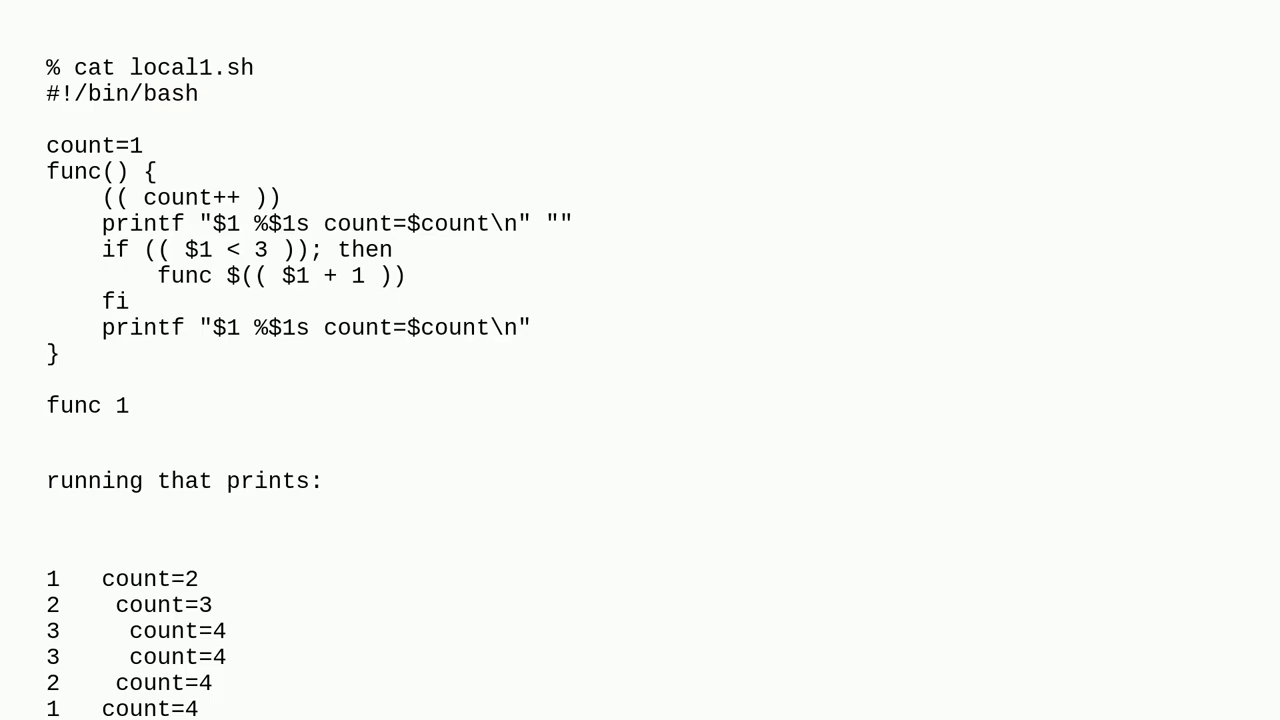 % cat local1.sh
#!/bin/bash

count=1
func() {
    (( count++ ))
    printf "$1 %$1s count=$count\n" ""
    if (( $1 < 3 )); then
        func $(( $1 + 1 ))
    fi
    printf "$1 %$1s count=$count\n"
}

func 1

running that prints:

1   count=2
2    count=3
3     count=4
3     count=4
2    count=4
1   count=4